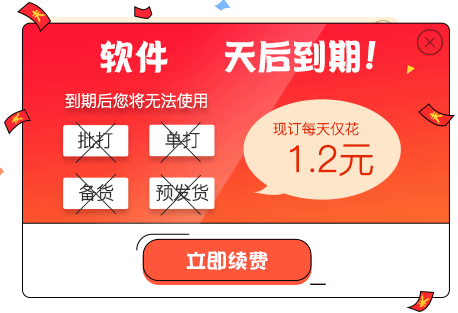 软件 天后到期!
到期后您将无法使用
批打 单打
备货 预发货
现订每天仅花
1.2元
立即续费